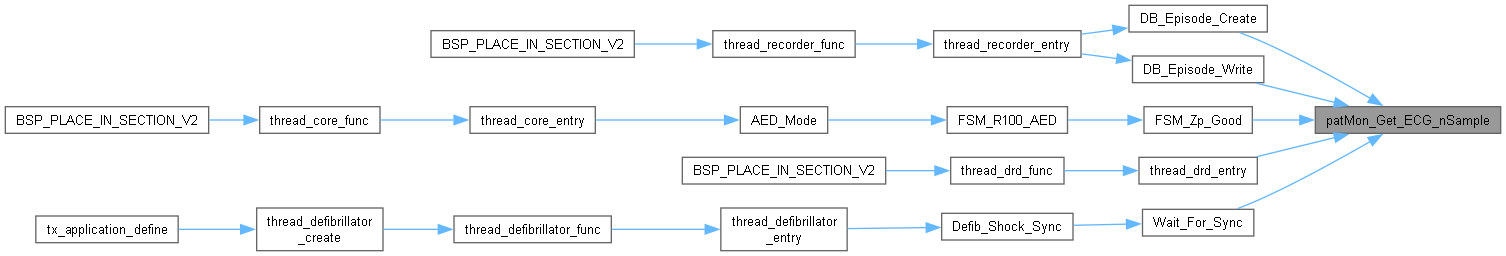 DB_Episode_Create
BSP_PLACE_IN_SECTION_V2
thread_recorder_func
thread_recorder_entry
DB_Episode_Write
BSP_PLACE_IN_SECTION_V2
thread_core_func
thread_core_entry
AED_Mode
FSM_R100_AED
FSM_Zp_Good
patMon_Get_ECG_nSample
BSP_PLACE_IN_SECTION_V2
thread_drd_func
thread_drd_entry
tx_application_define
thread_defibrillator
_create
thread_defibrillator_func
thread_defibrillator
_entry
Defib_Shock_Sync
Wait_For_Sync